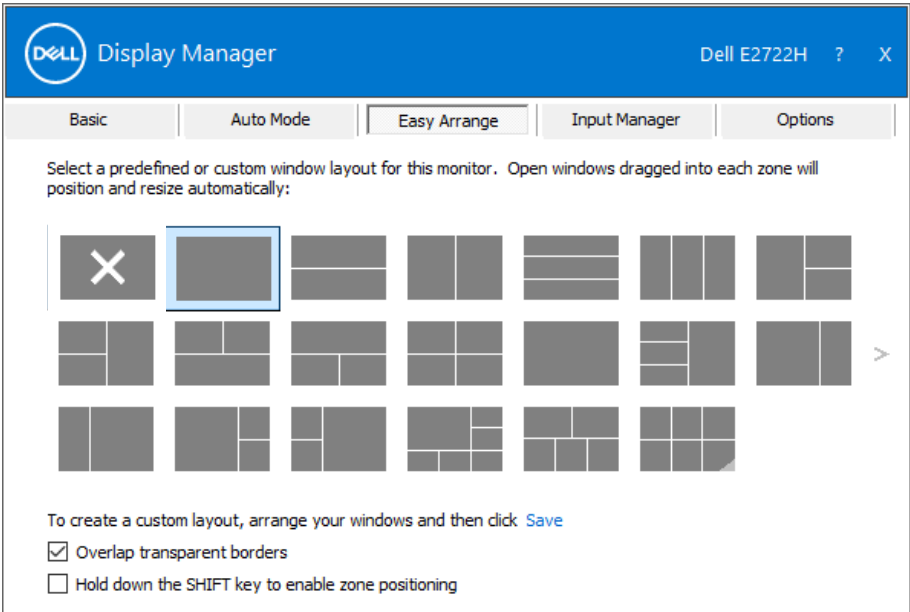 DELL Display Manager Dell E2722H ? X
Basic Auto Mode Easy Arrange Input Manager Options
Select a predefined or custom window layout for this monitor. Open windows dragged into each zone will
position and resize automatically:
>
To create a custom layout, arrange your windows and then click Save
Overlap transparent borders
Hold down the SHIFT key to enable zone positioning